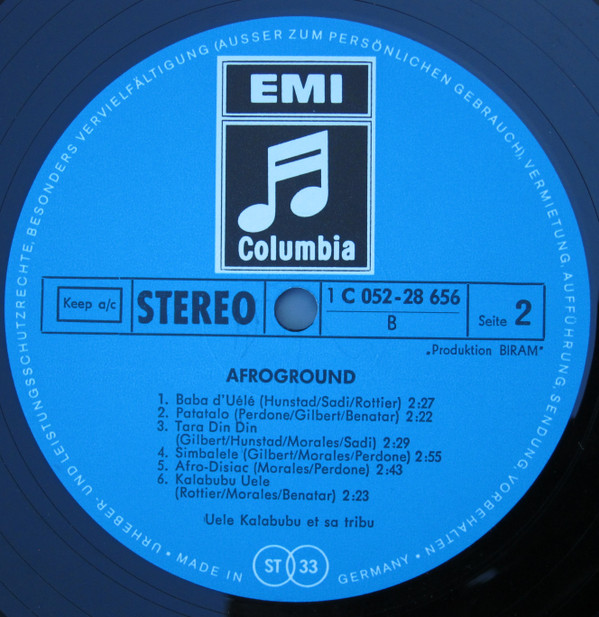 URHEBER- UND LEISTUNGSSCHUTZRECHTE, BESONDERS VERVIELFÄLTIGUNG (AUSSER ZUM PERSÖNLICHEN GEBRAUCH), VERMIETUNG, AUFFÜHRUNG, SENDUNG, VORBEHALTEN •
EMI
Columbia
Keep a/c
STEREO
1 C 052-28 656
B
Seite 2
„Produktion BIRAM“
AFROGROUND
1. Baba d'Uélé (Hunstad/Sadi/Rottier) 2:27
2. Patatalo (Perdone/Gilbert/Benatar) 2:22
3. Tara Din Din
(Gilbert/Hunstad/Morales/Sadi) 2:29
4. Simbalele (Gilbert/Morales/Perdone) 2:55
5. Afro-Disiac (Morales/Perdone) 2:43
6. Kalabubu Uele
(Rottier/Morales/Benatar) 2:23
Uele Kalabubu et sa tribu
• MADE IN GERMANY •
ST 33